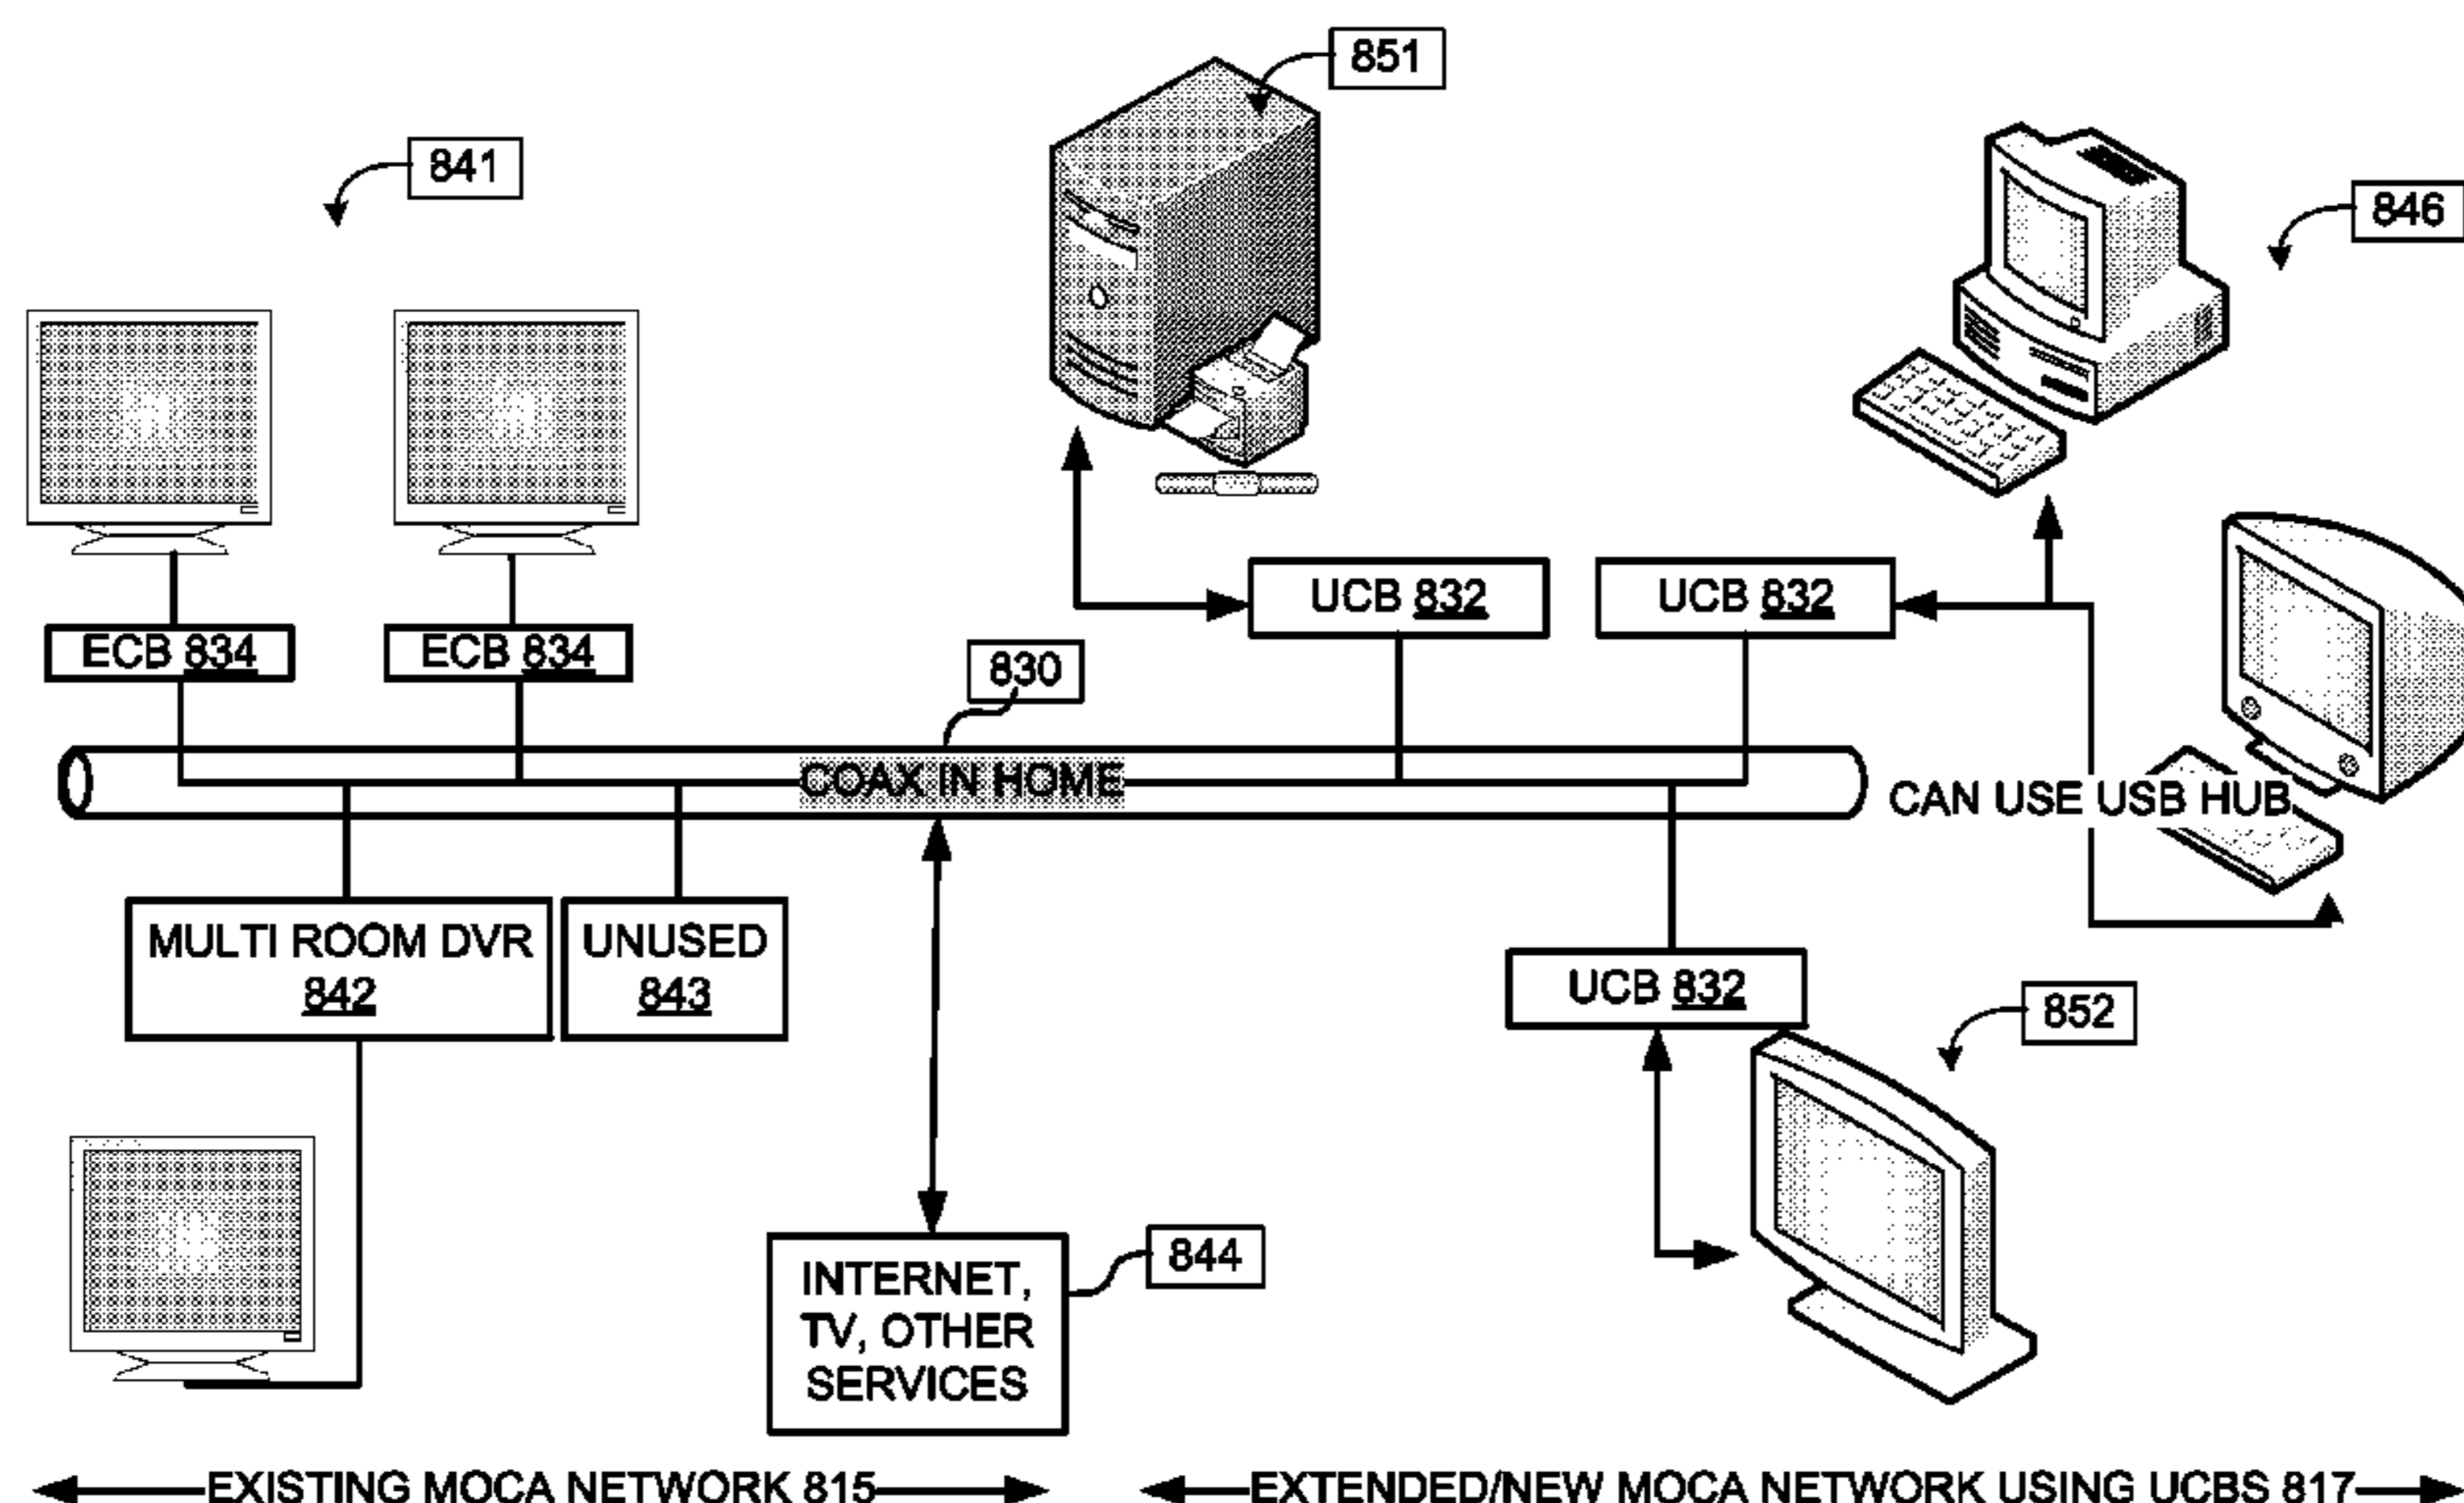 851
841
846
UCB 832
UCB 832
ECB 834
ECB 834
830
COAX IN HOME
CAN USE USB HUB
MULTI ROOM DVR
842
UNUSED
843
UCB 832
852
844
INTERNET,
TV, OTHER
SERVICES
EXISTING MOCA NETWORK 815
EXTENDED/NEW MOCA NETWORK USING UCBS 817